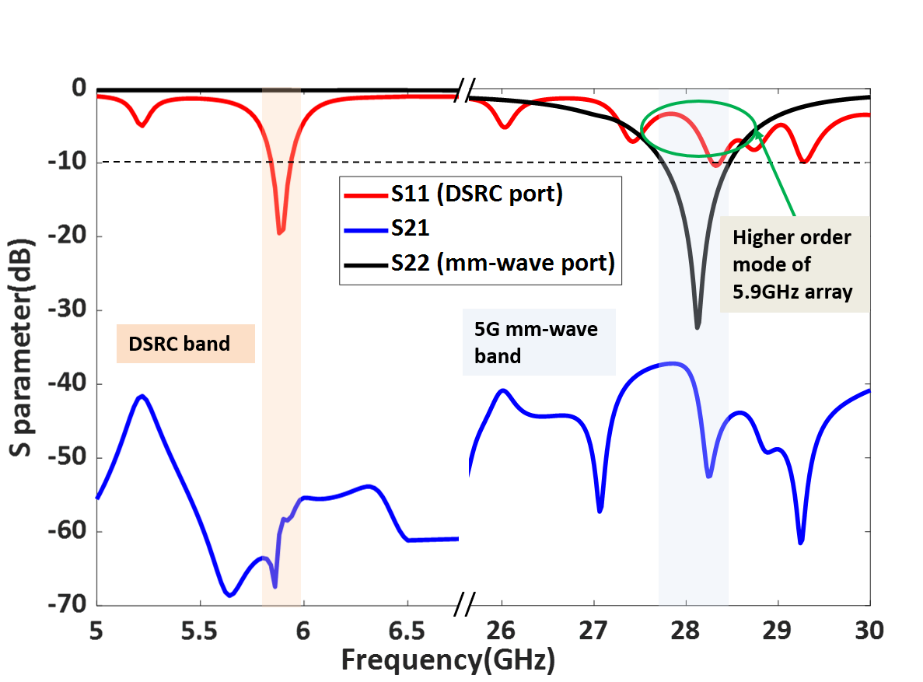 0
-10
-20
-30
-40
-50
-60
-70
S parameter(dB)
S11 (DSRC port)
S21
S22 (mm-wave port)
Higher order
mode of
5.9GHz array
DSRC band
5G mm-wave
band
5 5.5 6 6.5 26 27 28 29 30
Frequency(GHz)